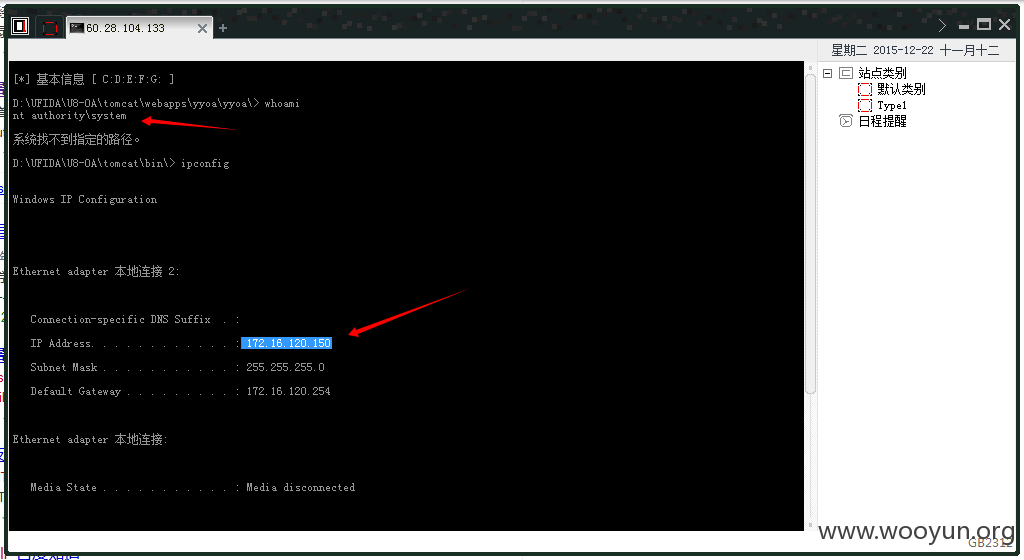 60.28.104.133
星期二 2015-12-22 十一月十二
[*] 基本信息 [ C:D:E:F:G: ]
D:\UFIDA\U8-OA\tomcat\webapps\yyoa\yyoa\> whoami
nt authority\system
系统找不到指定的路径。
D:\UFIDA\U8-OA\tomcat\bin\> ipconfig
Windows IP Configuration
Ethernet adapter 本地连接 2:
Connection-specific DNS Suffix . :
IP Address. . . . . . . . . . . . : 172.16.120.150
Subnet Mask . . . . . . . . . . . : 255.255.255.0
Default Gateway . . . . . . . . . : 172.16.120.254
Ethernet adapter 本地连接:
Media State . . . . . . . . . . . : Media disconnected
站点类别
默认类别
Type1
日程提醒
www.wooyun.org
GB2312